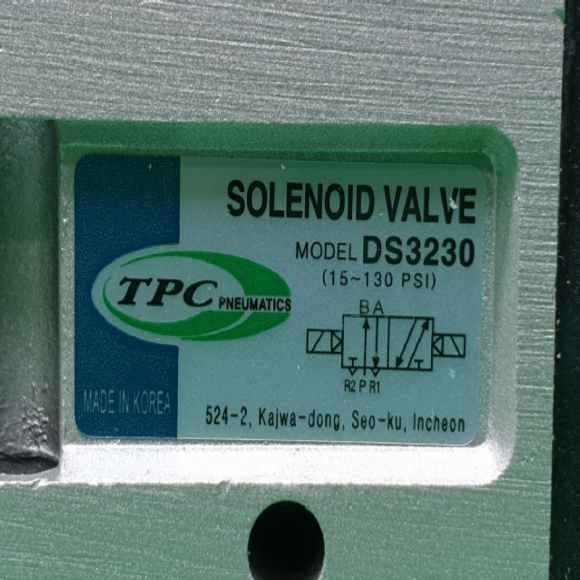 SOLENOID VALVE
MODEL DS3230
(15~130 PSI)
TPC PNEUMATICS
B A
R2 P R1
MADE IN KOREA
524-2, Kajwa-dong, Seo-ku, Incheon